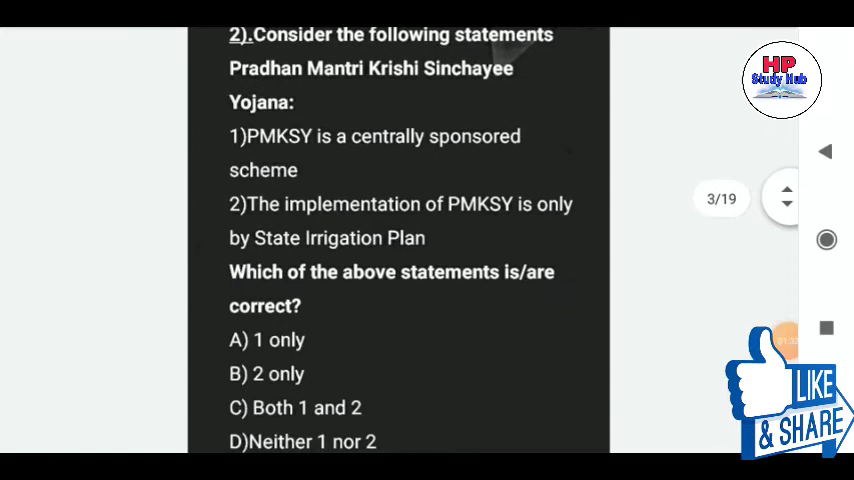 2).Consider the following statements
Pradhan Mantri Krishi Sinchayee
Yojana:
1)PMKSY is a centrally sponsored
scheme
2)The implementation of PMKSY is only
by State Irrigation Plan
Which of the above statements is/are
correct?
A) 1 only
B) 2 only
C) Both 1 and 2
D)Neither 1 nor 2
HP
Study Hub
3/19
LIKE
& SHARE